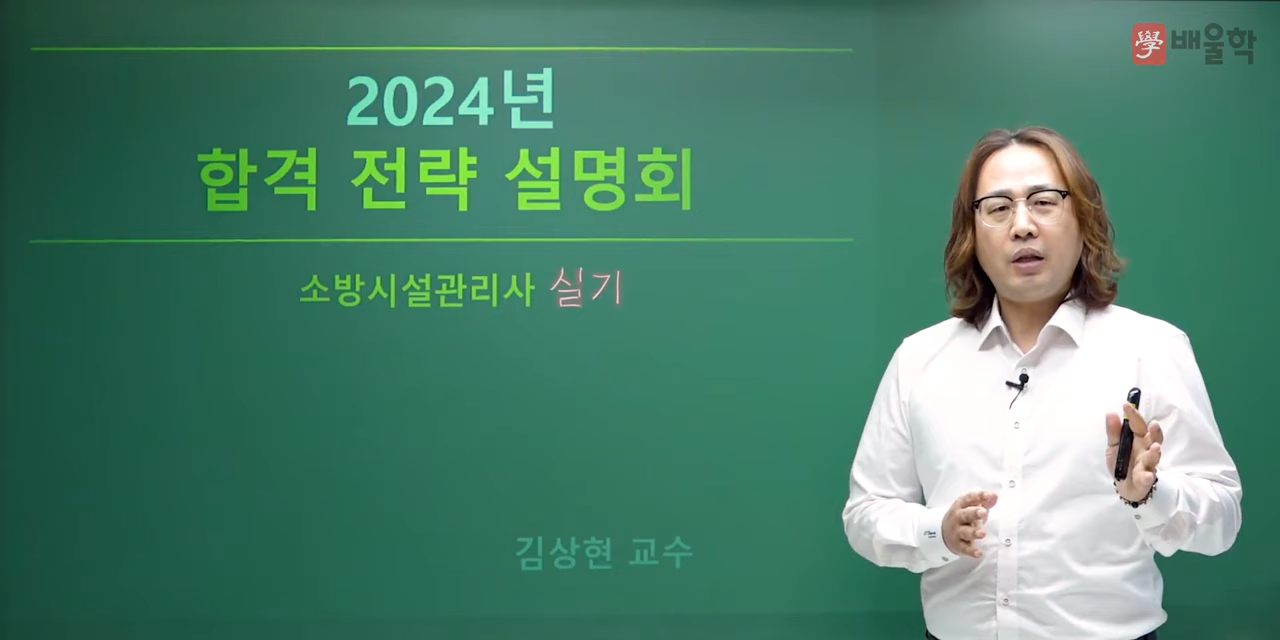 學 배울학
2024년
합격 전략 설명회
소방시설관리사 실기
김상현 교수